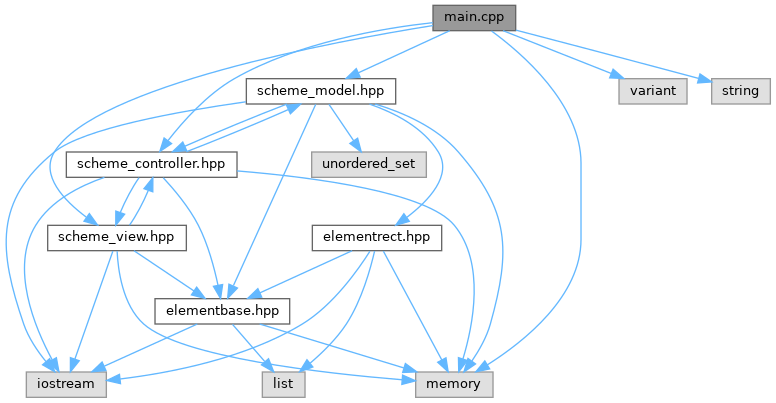 main.cpp
scheme_model.hpp
variant
string
scheme_controller.hpp
unordered_set
scheme_view.hpp
elementrect.hpp
elementbase.hpp
iostream
list
memory